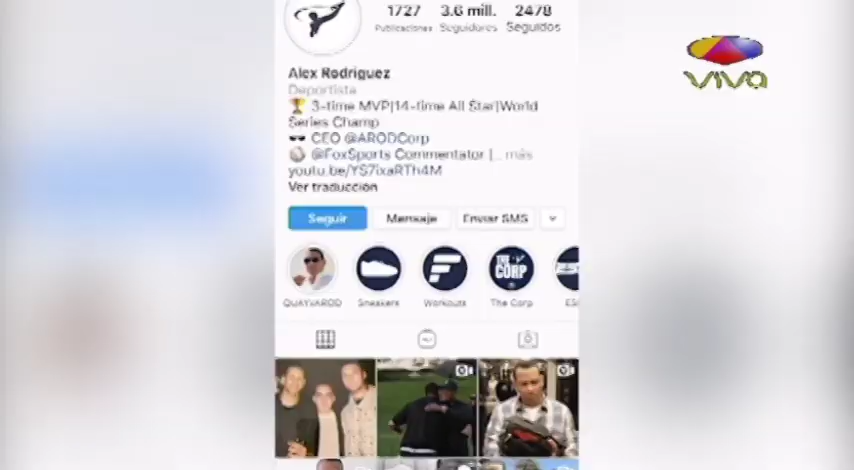 1727 3.6 mill. 2478
Publicaciones Seguidores Seguidos
VIVA
Alex Rodriguez
Deportista
🏆 3-time MVP|14-time All Star|World
Series Champ
🕶 CEO @ARODCorp
⚾ @FoxSports Commentator |... más
youtu.be/YS7ixaRTh4M
Ver traducción
Seguir Mensaje Enviar SMS
THE CORP
QUAYXAROD Sneakers Workouts The Corp